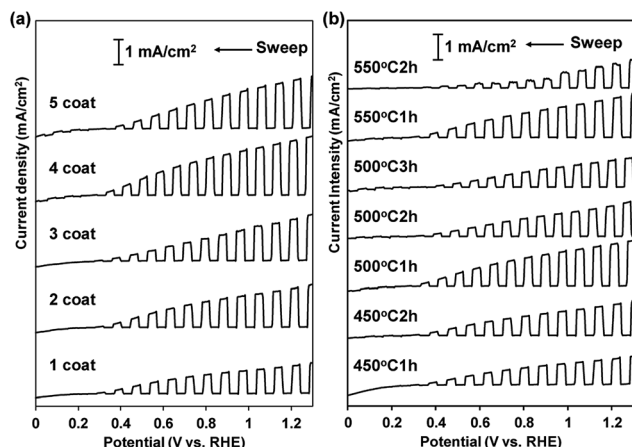 (a)
1 mA/cm²
Sweep
5 coat
4 coat
3 coat
2 coat
1 coat
Current density (mA/cm²)
0 0.2 0.4 0.6 0.8 1 1.2
Potential (V vs. RHE)
(b)
1 mA/cm²
Sweep
550°C2h
550°C1h
500°C3h
500°C2h
500°C1h
450°C2h
450°C1h
Current Intensity (mA/cm²)
0 0.2 0.4 0.6 0.8 1 1.2
Potential (V vs. RHE)